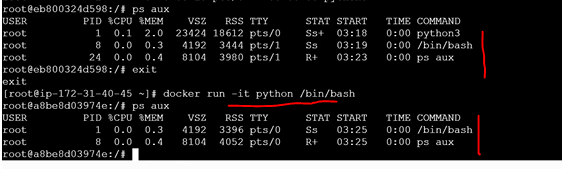 root@eb800324d598:/# ps aux
USER PID %CPU %MEM VSZ RSS TTY STAT START TIME COMMAND
root 1 0.1 2.0 23424 18612 pts/0 Ss+ 03:18 0:00 python3
root 8 0.0 0.3 4192 3444 pts/1 Ss 03:19 0:00 /bin/bash
root 24 0.0 0.4 8104 3980 pts/1 R+ 03:23 0:00 ps aux
root@eb800324d598:/# exit
exit
[root@ip-172-31-40-45 ~]# docker run -it python /bin/bash
root@a8be8d03974e:/# ps aux
USER PID %CPU %MEM VSZ RSS TTY STAT START TIME COMMAND
root 1 0.0 0.3 4192 3396 pts/0 Ss 03:25 0:00 /bin/bash
root 8 0.0 0.4 8104 4052 pts/0 R+ 03:25 0:00 ps aux
root@a8be8d03974e:/#